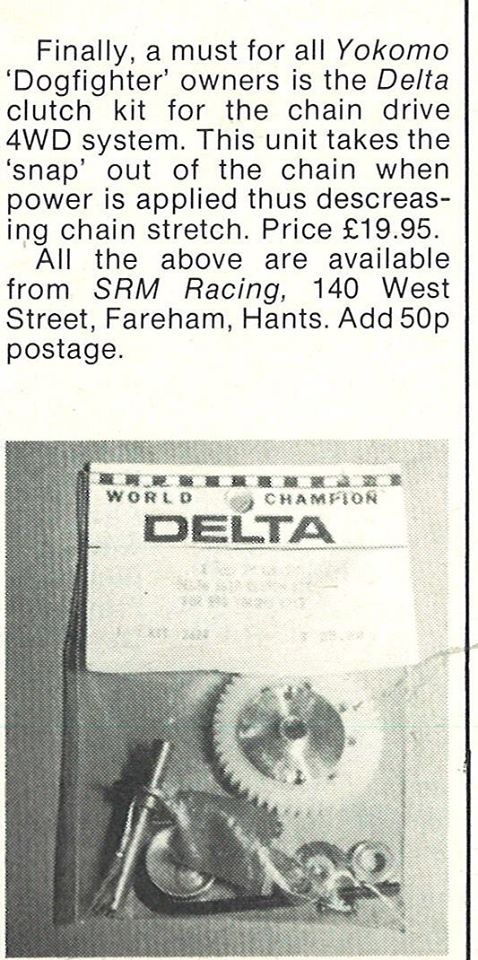 Finally, a must for all Yokomo
'Dogfighter' owners is the Delta
clutch kit for the chain drive
4WD system. This unit takes the
'snap' out of the chain when
power is applied thus descreas-
ing chain stretch. Price £19.95.
All the above are available
from SRM Racing, 140 West
Street, Fareham, Hants. Add 50p
postage.
WORLD CHAMPION
DELTA